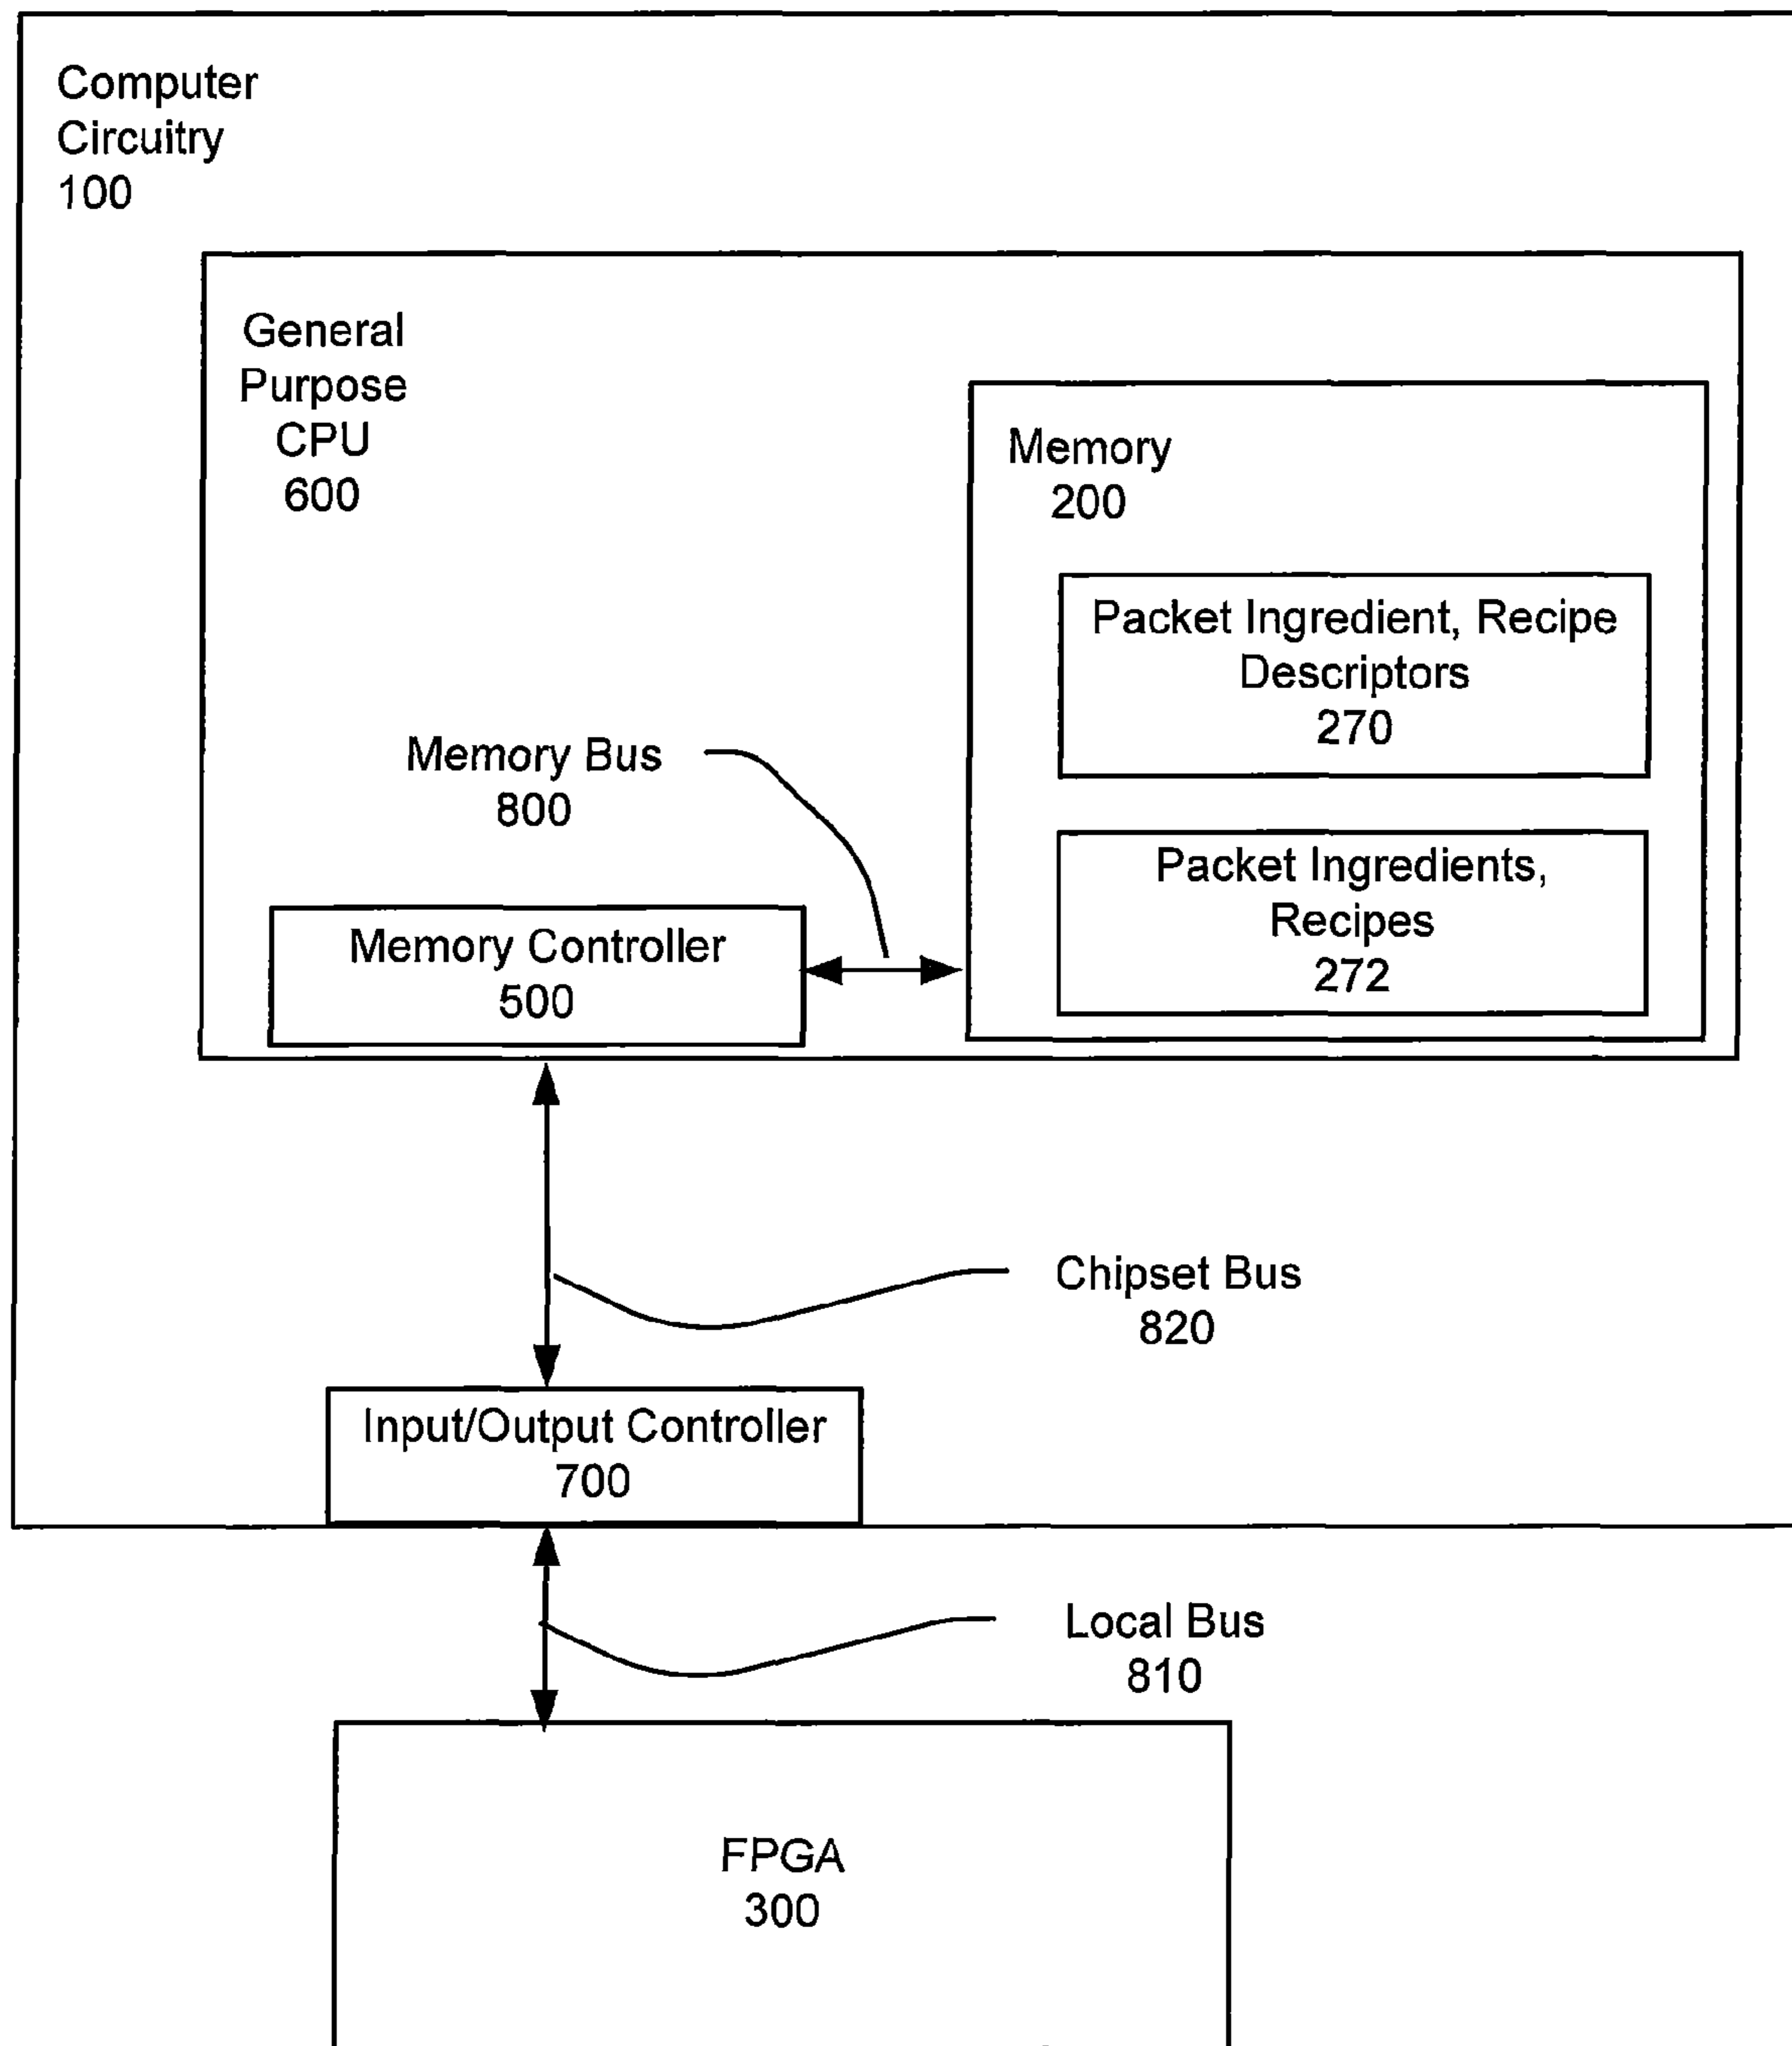 Computer
Circuitry
100
General
Purpose
CPU
600
Memory
200
Packet Ingredient, Recipe
Descriptors
270
Memory Bus
800
Packet Ingredients,
Recipes
272
Memory Controller
500
Chipset Bus
820
Input/Output Controller
700
Local Bus
810
FPGA
300